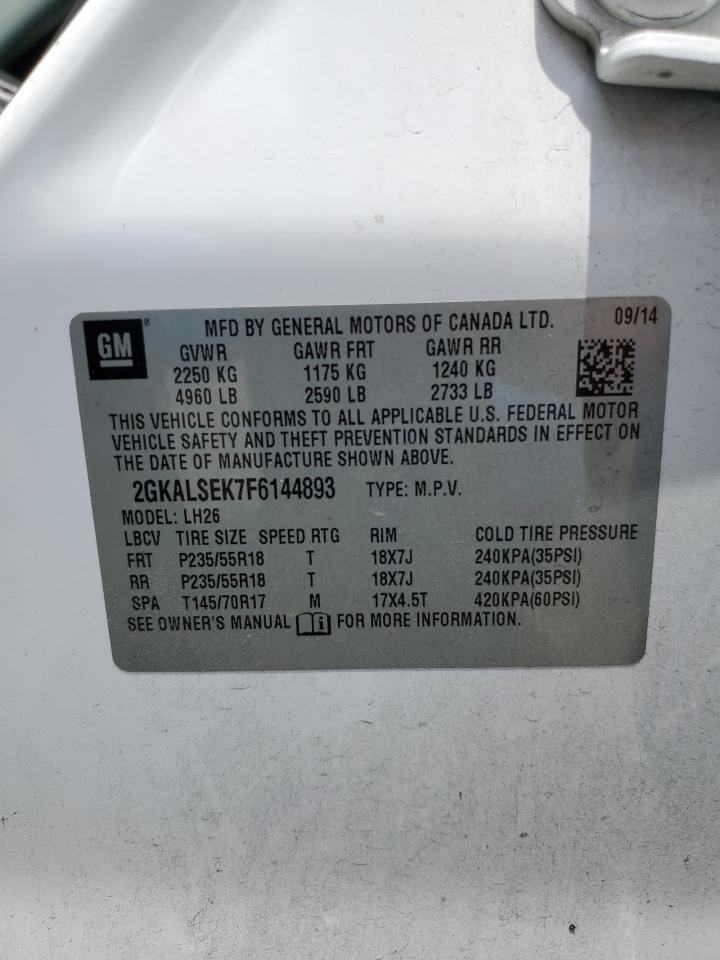 GM ® MFD BY GENERAL MOTORS OF CANADA LTD. 09/14
GVWR GAWR FRT GAWR RR
2250 KG 1175 KG 1240 KG
4960 LB 2590 LB 2733 LB
THIS VEHICLE CONFORMS TO ALL APPLICABLE U.S. FEDERAL MOTOR
VEHICLE SAFETY AND THEFT PREVENTION STANDARDS IN EFFECT ON
THE DATE OF MANUFACTURE SHOWN ABOVE.
2GKALSEK7F6144893 TYPE: M.P.V.
MODEL: LH26
LBCV TIRE SIZE SPEED RTG RIM COLD TIRE PRESSURE
FRT P235/55R18 T 18X7J 240KPA(35PSI)
RR P235/55R18 T 18X7J 240KPA(35PSI)
SPA T145/70R17 M 17X4.5T 420KPA(60PSI)
SEE OWNER'S MANUAL FOR MORE INFORMATION.